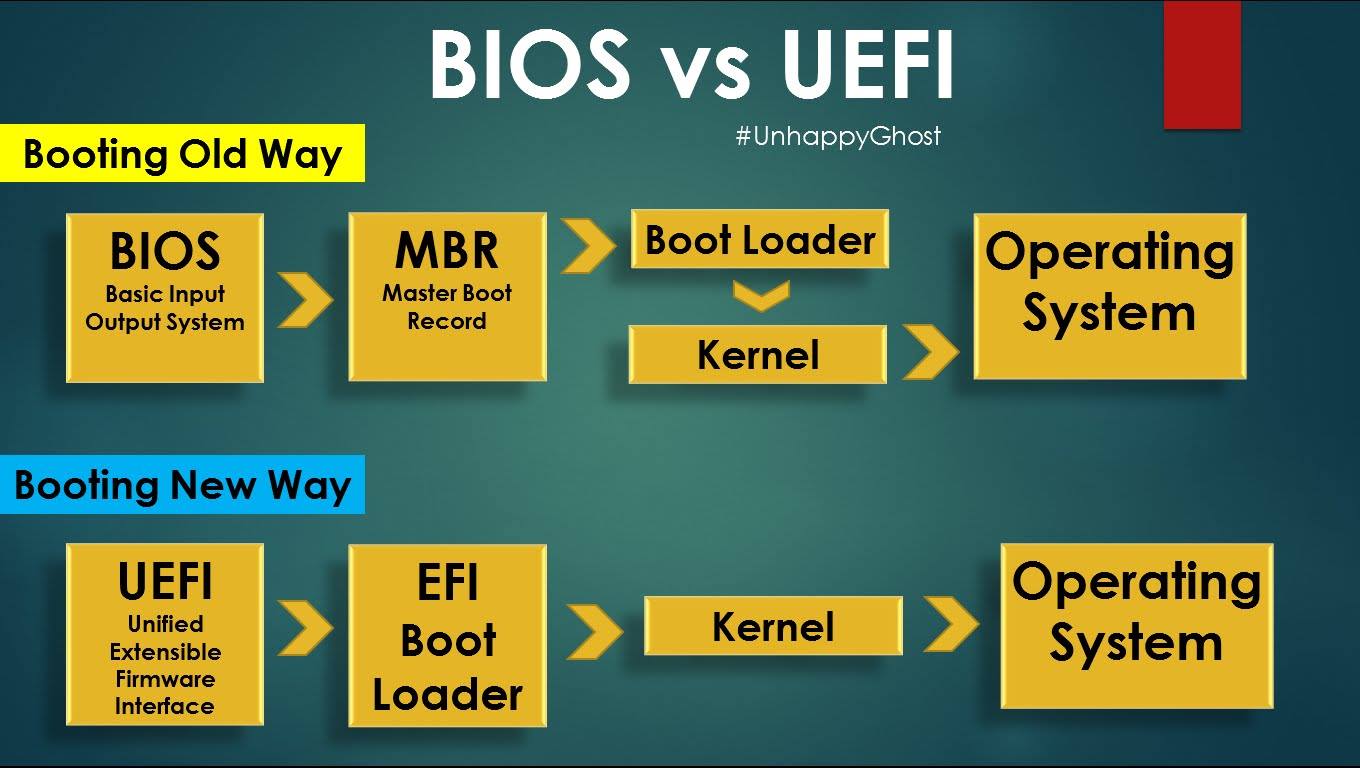 BIOS vs UEFI
#UnhappyGhost
Booting Old Way
BIOS
Basic Input
Output System
MBR
Master Boot
Record
Boot Loader
Kernel
Operating
System
Booting New Way
UEFI
Unified
Extensible
Firmware
Interface
EFI
Boot
Loader
Kernel
Operating
System